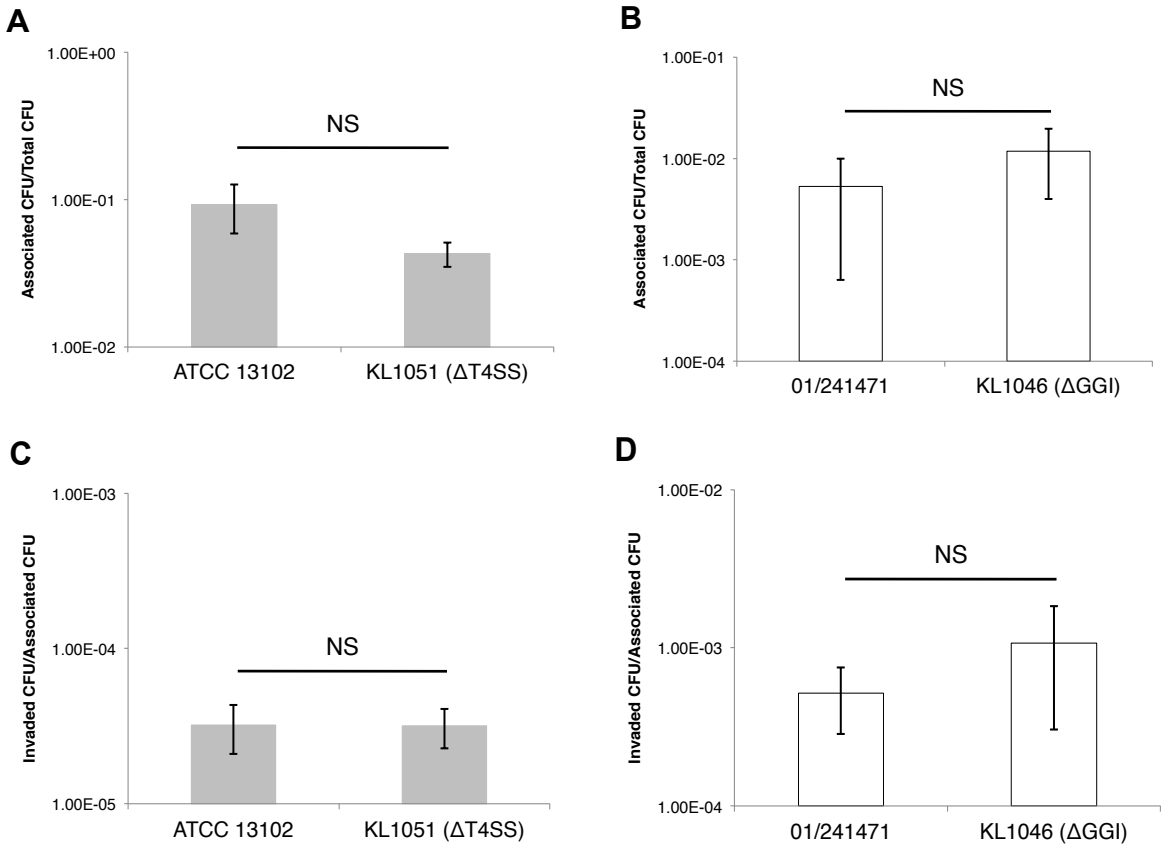 A
Associated CFU/Total CFU
1.00E+00
1.00E-01
1.00E-02
NS
ATCC 13102
KL1051 (ΔT4SS)
B
Associated CFU/Total CFU
1.00E-01
1.00E-02
1.00E-03
1.00E-04
NS
01/241471
KL1046 (ΔGGI)
C
Invaded CFU/Associated CFU
1.00E-03
1.00E-04
1.00E-05
NS
ATCC 13102
KL1051 (ΔT4SS)
D
Invaded CFU/Associated CFU
1.00E-02
1.00E-03
1.00E-04
NS
01/241471
KL1046 (ΔGGI)